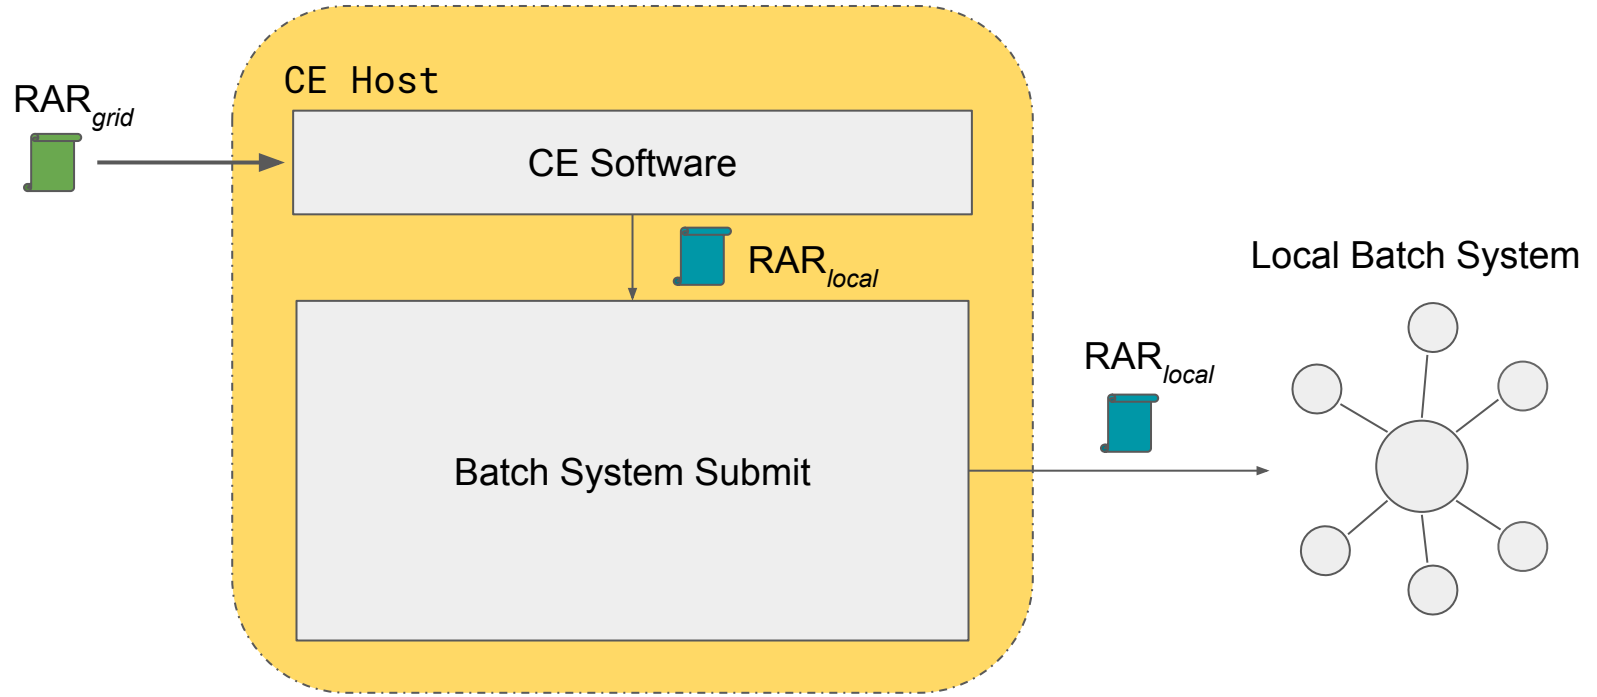 CE Host
RARgrid
CE Software
RARlocal
Local Batch System
RARlocal
Batch System Submit